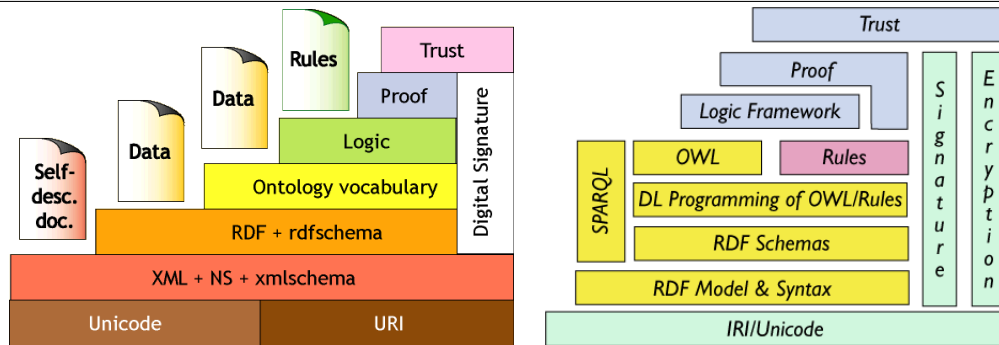 Trust
Rules
Proof
Data
Logic
Data
Self-
desc.
doc.
Ontology vocabulary
Digital Signature
RDF + rdfschema
XML + NS + xmlschema
Unicode
URI
Trust
Proof
Logic Framework
Signature
Encryption
OWL
Rules
SPARQL
DL Programming of OWL/Rules
RDF Schemas
RDF Model & Syntax
IRI/Unicode